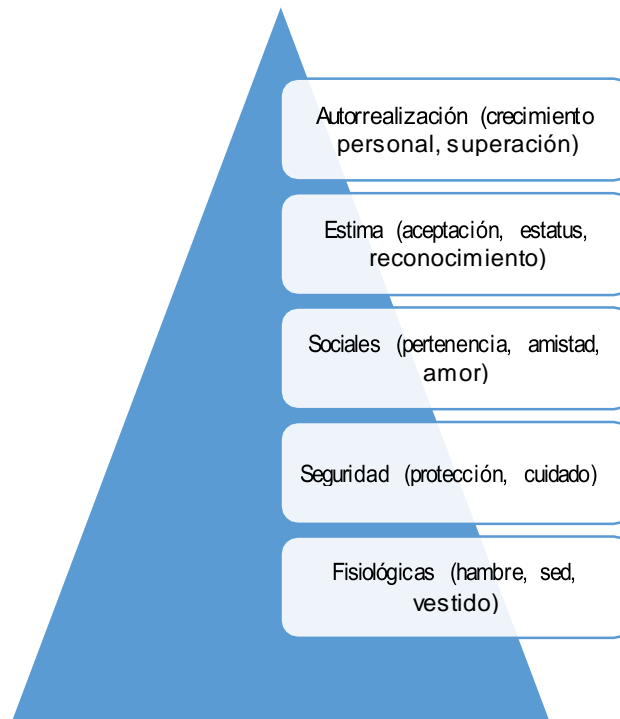 Autorrealización (crecimiento
personal, superación)
Estima (aceptación, estatus,
reconocimiento)
Sociales (pertenencia, amistad,
amor)
Seguridad (protección, cuidado)
Fisiológicas (hambre, sed,
vestido)